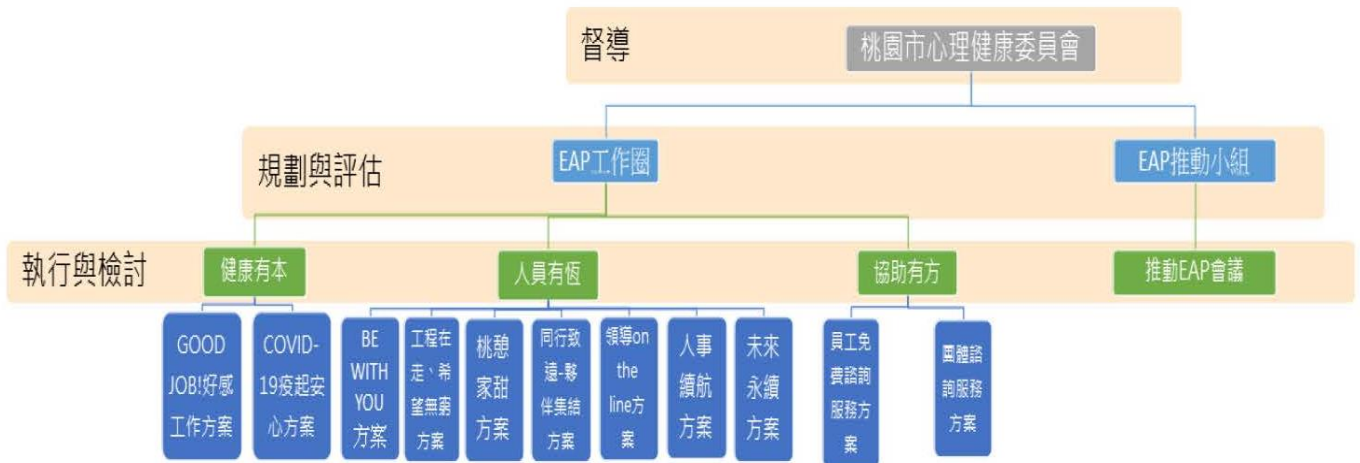 督導
桃園市心理健康委員會
規劃與評估
EAP工作圈
EAP推動小組
執行與檢討
健康有本
人員有恆
協助有方
推動EAP會議
GOOD
JOB!好感
工作方案
COVID-
19疫起安
心方案
BE
WITH
YOU
方案
工程在
走、希
望無窮
方案
桃憩
家甜
方案
同行致
遠-夥
伴集結
方案
領導on
the
line方
案
人事
續航
方案
未來
永續
方案
員工免
費諮詢
服務方
案
團體諮
詢服務
方案